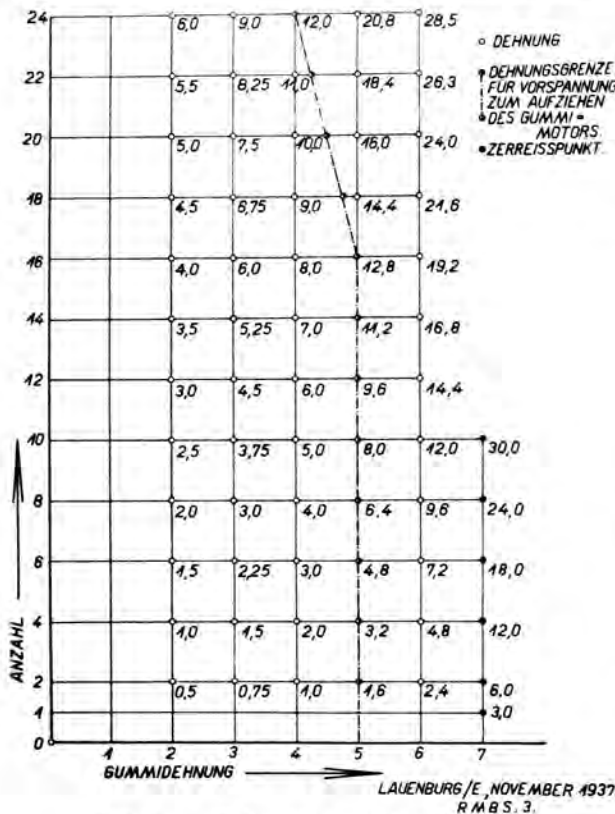 24 6,0 9,0 12,0 20,8 28,5
DEHNUNG
22 5,5 8,25 11,0 18,4 26,3
DEHNUNGSGRENZE
FÜR VORSPANNUNG
ZUM AUFZIEHEN
DES GUMMI=
MOTORS.
ZERREISSPUNKT.
20 5,0 7,5 10,0 16,0 24,0
18 4,5 6,75 9,0 14,4 21,6
16 4,0 6,0 8,0 12,8 19,2
14 3,5 5,25 7,0 11,2 16,8
12 3,0 4,5 6,0 9,6 14,4
10 2,5 3,75 5,0 8,0 12,0 30,0
8 2,0 3,0 4,0 6,4 9,6 24,0
6 1,5 2,25 3,0 4,8 7,2 18,0
4 1,0 1,5 2,0 3,2 4,8 12,0
2 0,5 0,75 1,0 1,6 2,4 6,0
1 3,0
0
ANZAHL
1 2 3 4 5 6 7
GUMMIDEHNUNG
LAUENBURG/E., NOVEMBER 1937
RMBS.3.